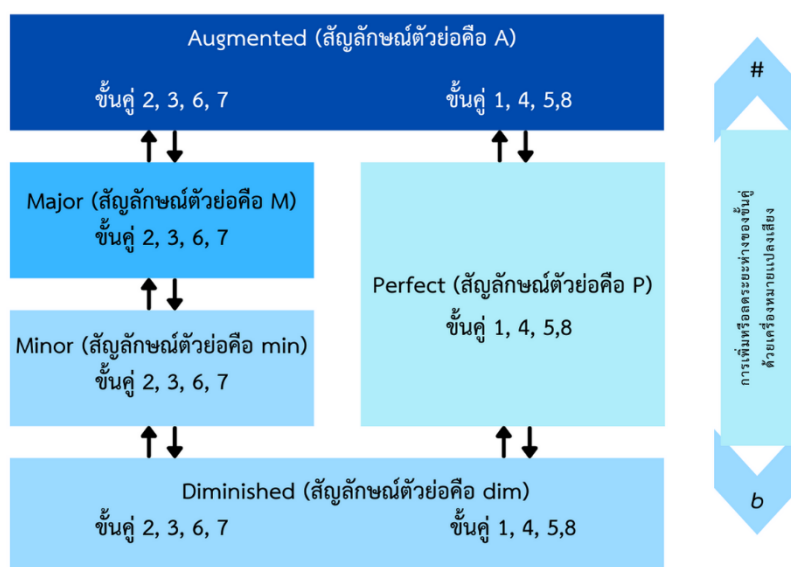 Augmented (สัญลักษณ์ตัวย่อคือ A)
ขั้นคู่ 2, 3, 6, 7
ขั้นคู่ 1, 4, 5,8
Major (สัญลักษณ์ตัวย่อคือ M)
ขั้นคู่ 2, 3, 6, 7
Minor (สัญลักษณ์ตัวย่อคือ min)
ขั้นคู่ 2, 3, 6, 7
Perfect (สัญลักษณ์ตัวย่อคือ P)
ขั้นคู่ 1, 4, 5,8
Diminished (สัญลักษณ์ตัวย่อคือ dim)
ขั้นคู่ 2, 3, 6, 7
ขั้นคู่ 1, 4, 5,8
#
การเพิ่มหรือลดระยะห่างของขั้นคู่
ด้วยเครื่องหมายแปลงเสียง
b